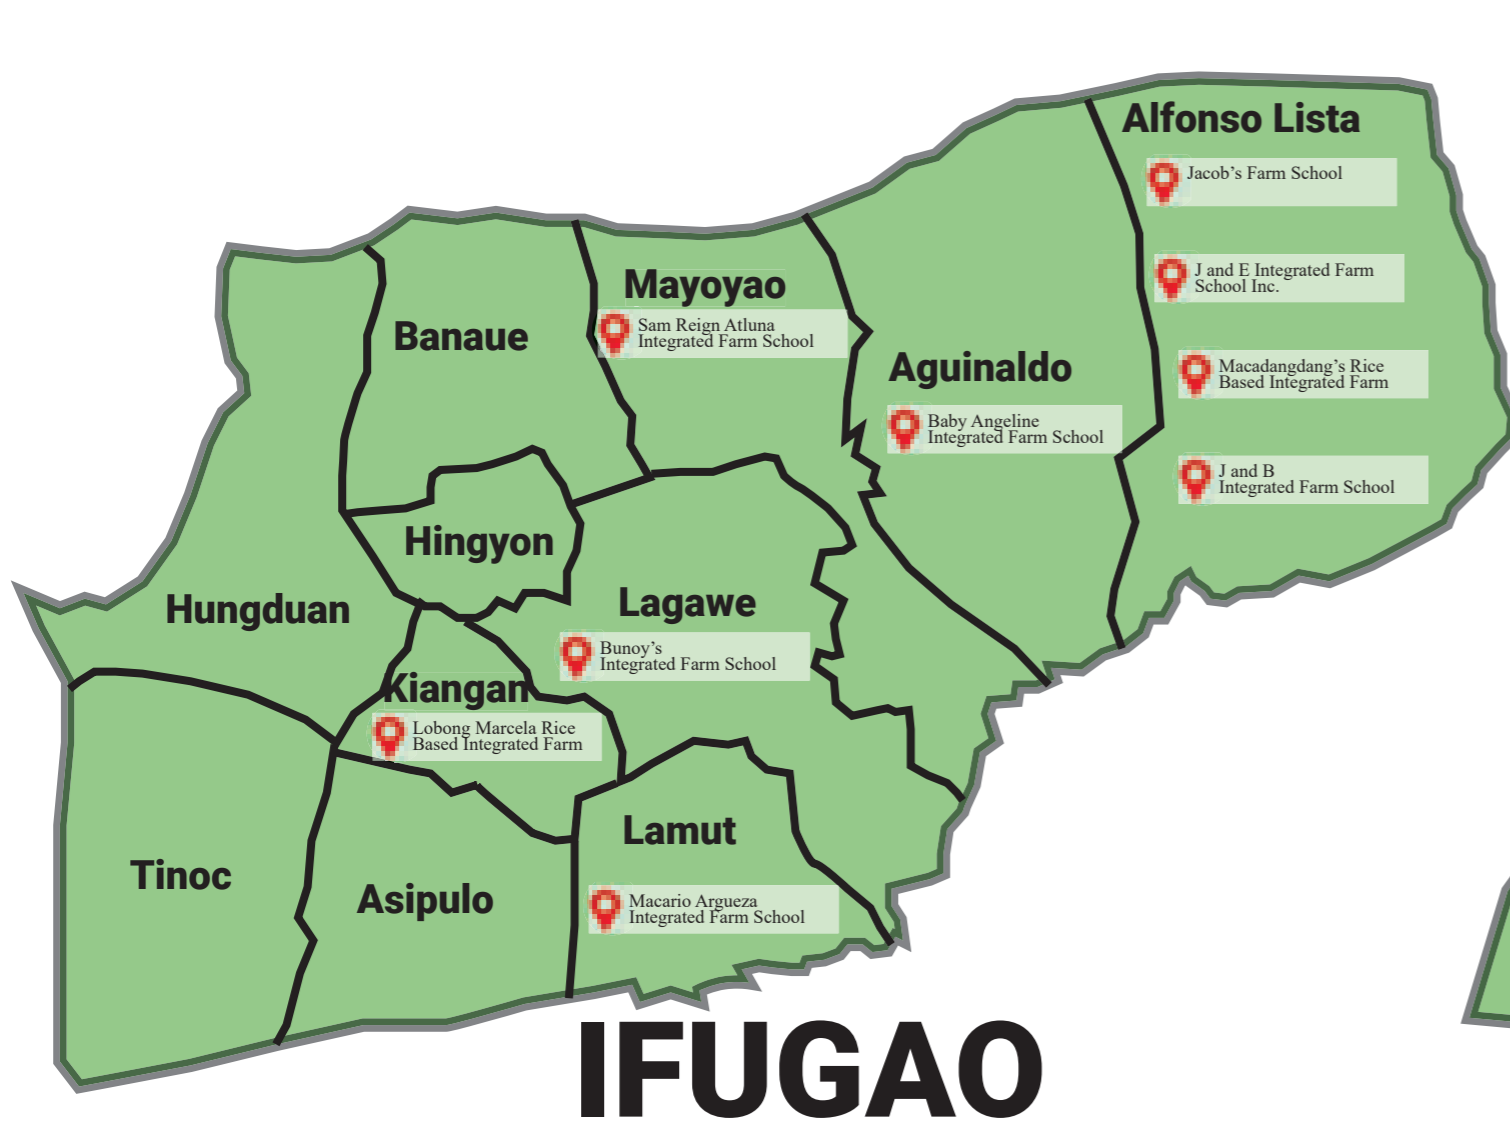 Alfonso Lista
Jacob's Farm School
J and E Integrated Farm
School Inc.
Macadangdang's Rice
Based Integrated Farm
J and B
Integrated Farm School
Mayoyao
Sam Reign Atluna
Integrated Farm School
Banaue
Aguinaldo
Baby Angeline
Integrated Farm School
Hingyon
Hungduan
Lagawe
Bunoy's
Integrated Farm School
Kiangan
Lobong Marcela Rice
Based Integrated Farm
Lamut
Macario Argueza
Integrated Farm School
Tinoc
Asipulo
IFUGAO